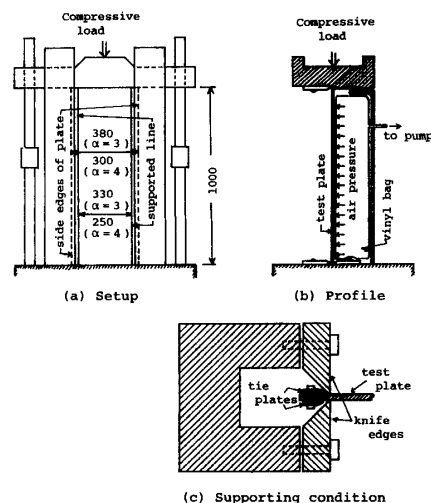 Compressive
load
side edges of plate
380
(α=3)
300
(α=4)
330
(α=3)
250
(α=4)
supported line
1000
(a) Setup
Compressive
load
to pump
test plate
air pressure
vinyl bag
(b) Profile
tie
plates
test
plate
knife
edges
(c) Supporting condition